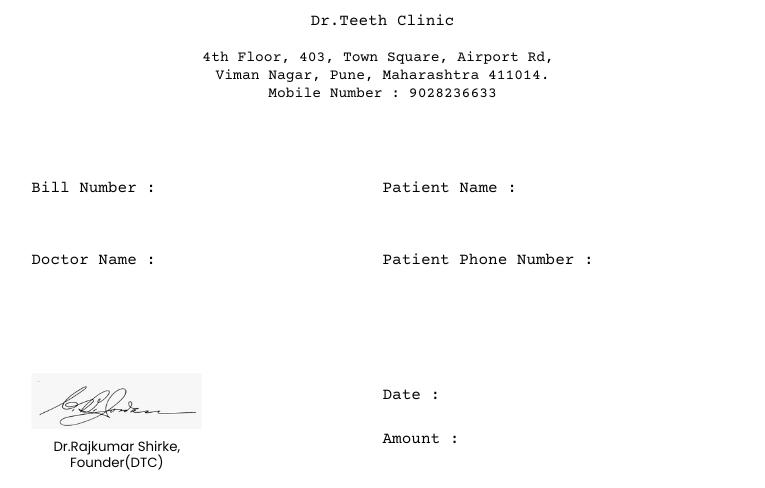 Dr.Teeth Clinic
4th Floor, 403, Town Square, Airport Rd,
Viman Nagar, Pune, Maharashtra 411014.
Mobile Number : 9028236633
Bill Number :
Patient Name :
Doctor Name :
Patient Phone Number :
Date :
Amount :
Dr.Rajkumar Shirke,
Founder(DTC)